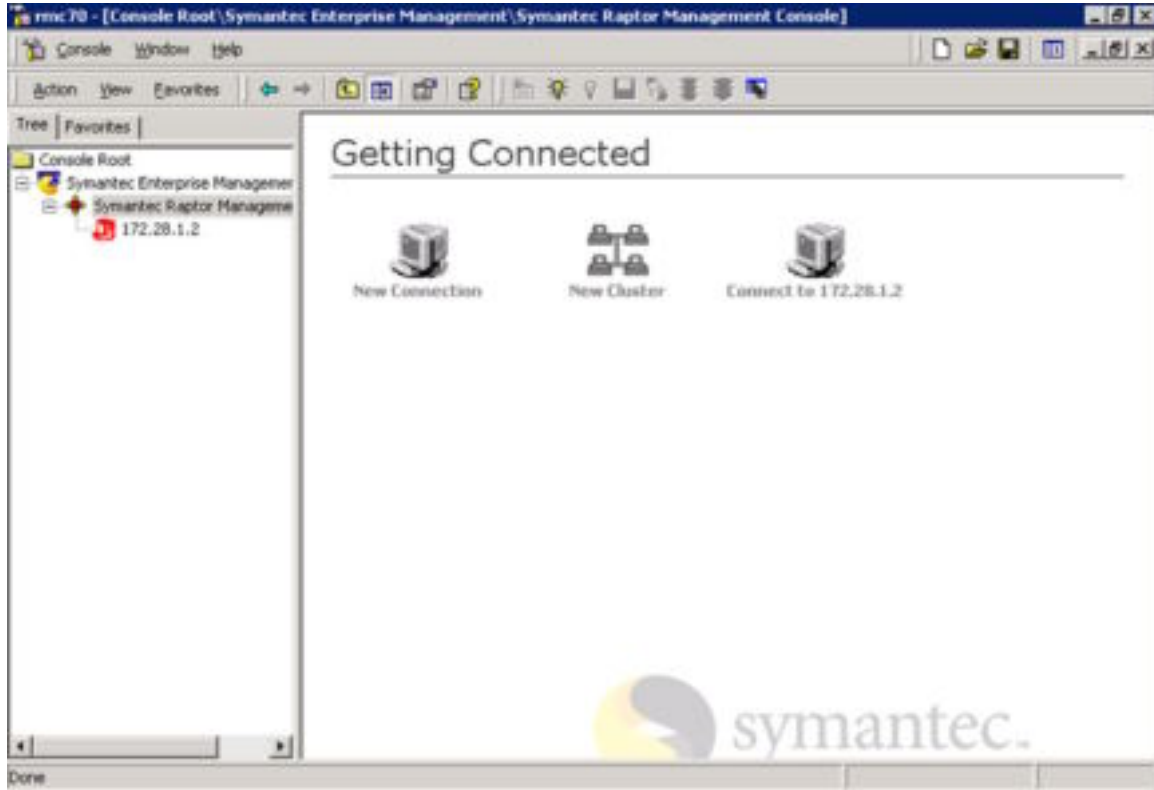 rmc70 - [Console Root\Symantec Enterprise Management\Symantec Raptor Management Console]
Console Window Help
Action View Favorites
Tree Favorites
Console Root
Symantec Enterprise Managemer
Symantec Raptor Manageme
172.28.1.2
Getting Connected
New Connection New Cluster Connect to 172.28.1.2
symantec.
Done